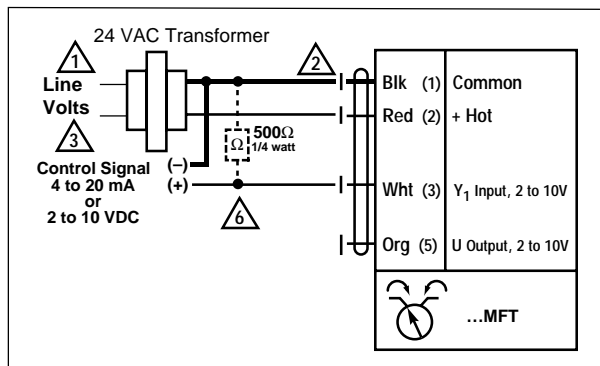 24 VAC Transformer
1
Line
Volts
3
Control Signal
4 to 20 mA
or
2 to 10 VDC
(–)
(+)
Ω
500Ω
1/4 watt
2
6
Blk (1) Common
Red (2) + Hot
Wht (3) Y₁ Input, 2 to 10V
Org (5) U Output, 2 to 10V
...MFT